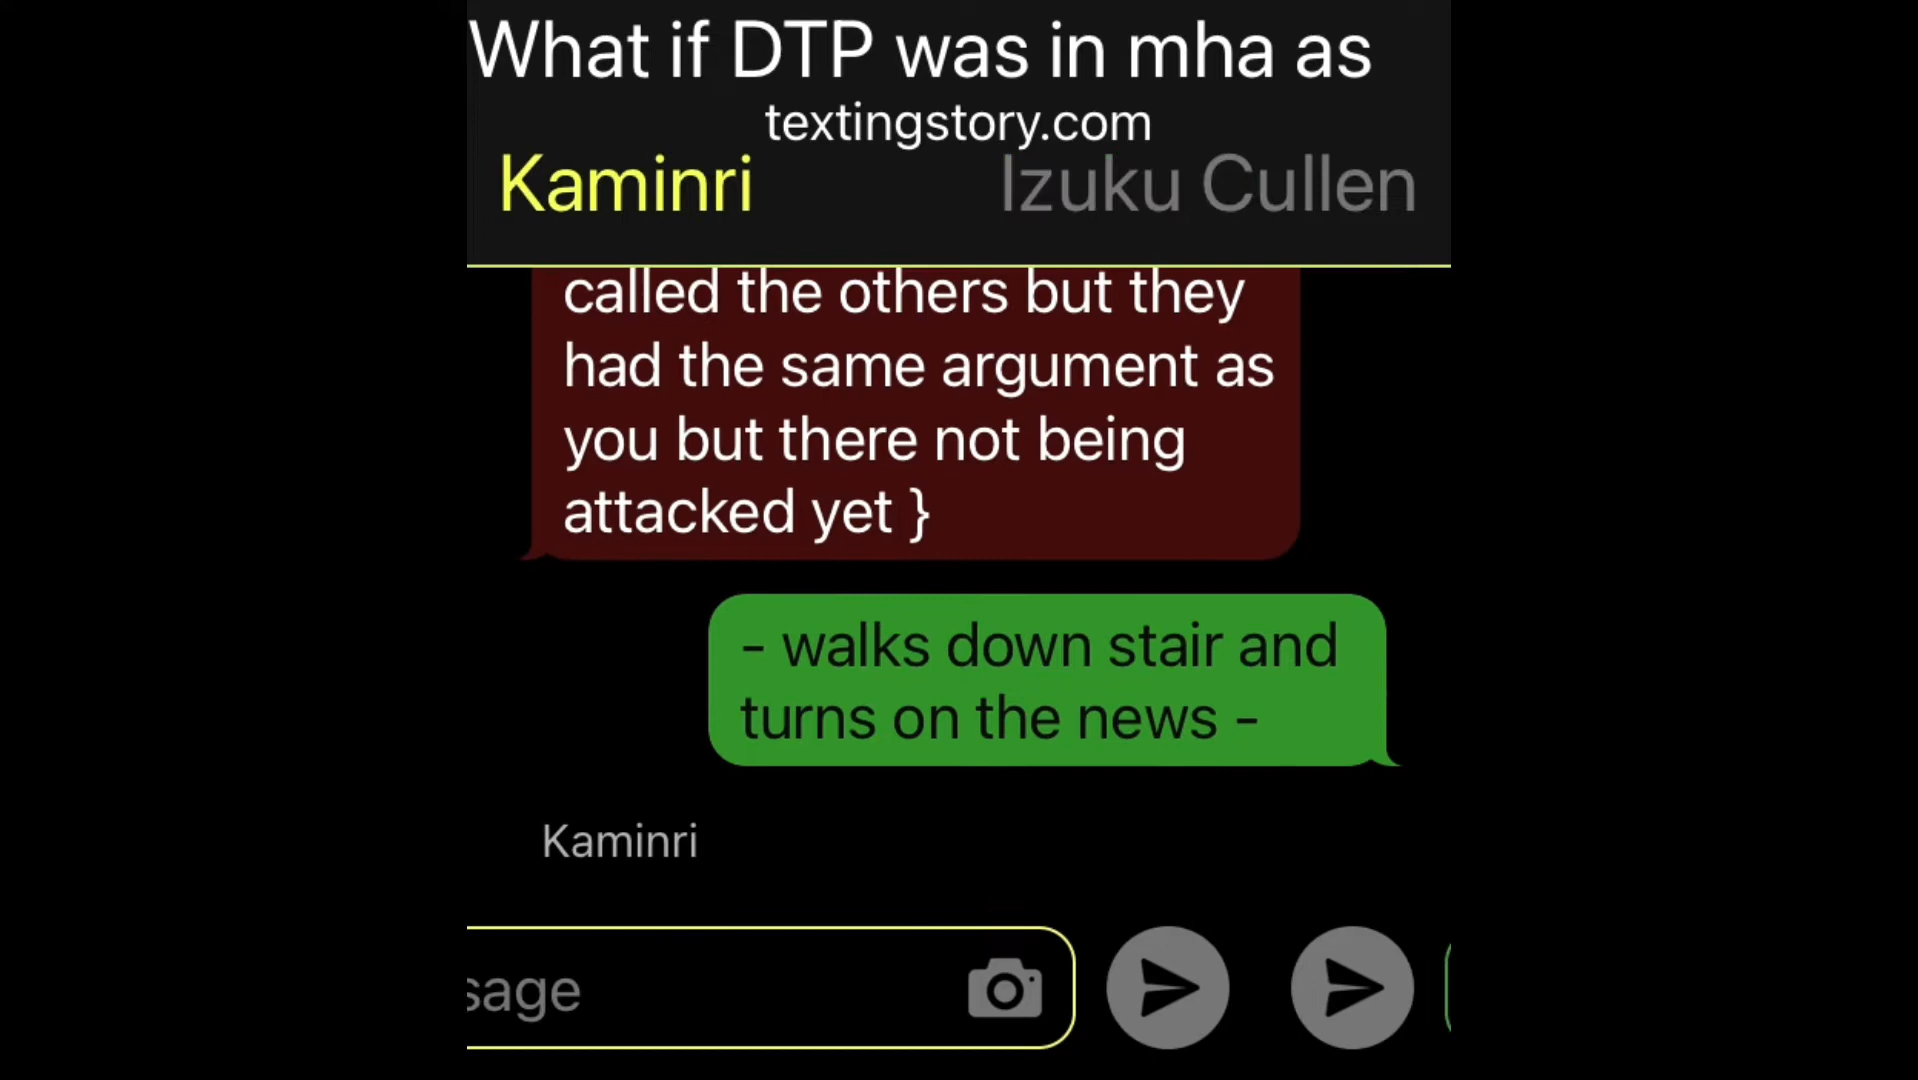 What if DTP was in mha as
textingstory.com
Kaminri
Izuku Cullen
called the others but they
had the same argument as
you but there not being
attacked yet }
- walks down stair and
turns on the news -
Kaminri
sage